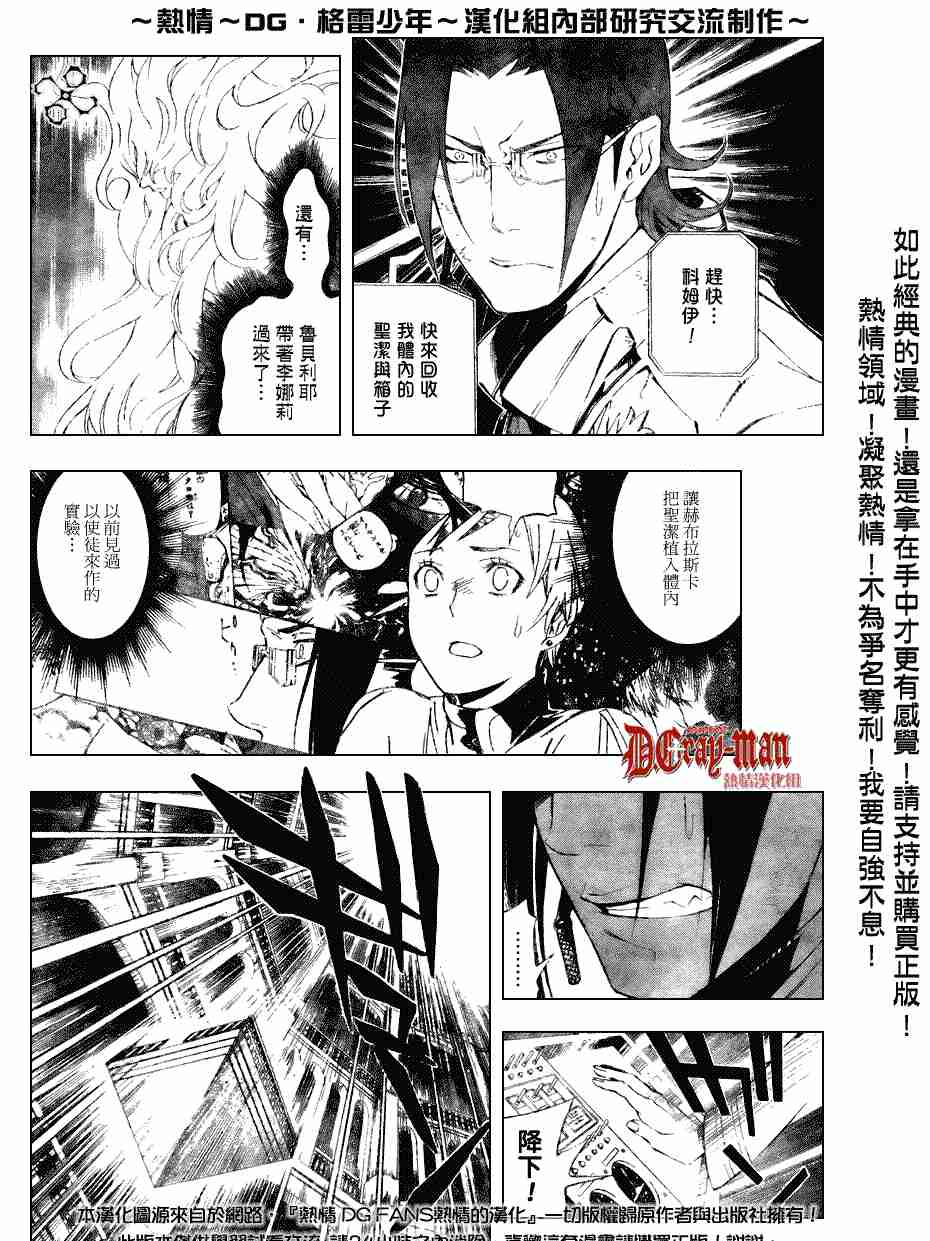 ～熱情～DG・格雷少年～漢化組內部研究交流制作～
趕快…
科姆伊！
快來回收
我體內的
聖潔與箱子
還有…
魯貝利耶
帶著李娜莉
過來了…
讓赫布拉斯卡
把聖潔植入體內
以前見過
以使徒來作的
實驗…
D.Gray-man
熱情漢化組
………
降下！
如此經典的漫畫！還是拿在手中才更有感覺！請支持並購買正版！
熱情領域！凝聚熱情！不為爭名奪利！我要自強不息！
本漢化圖源來自於網路・『熱情 DG FANS熱情的漢化』一切版權歸原作者與出版社擁有！